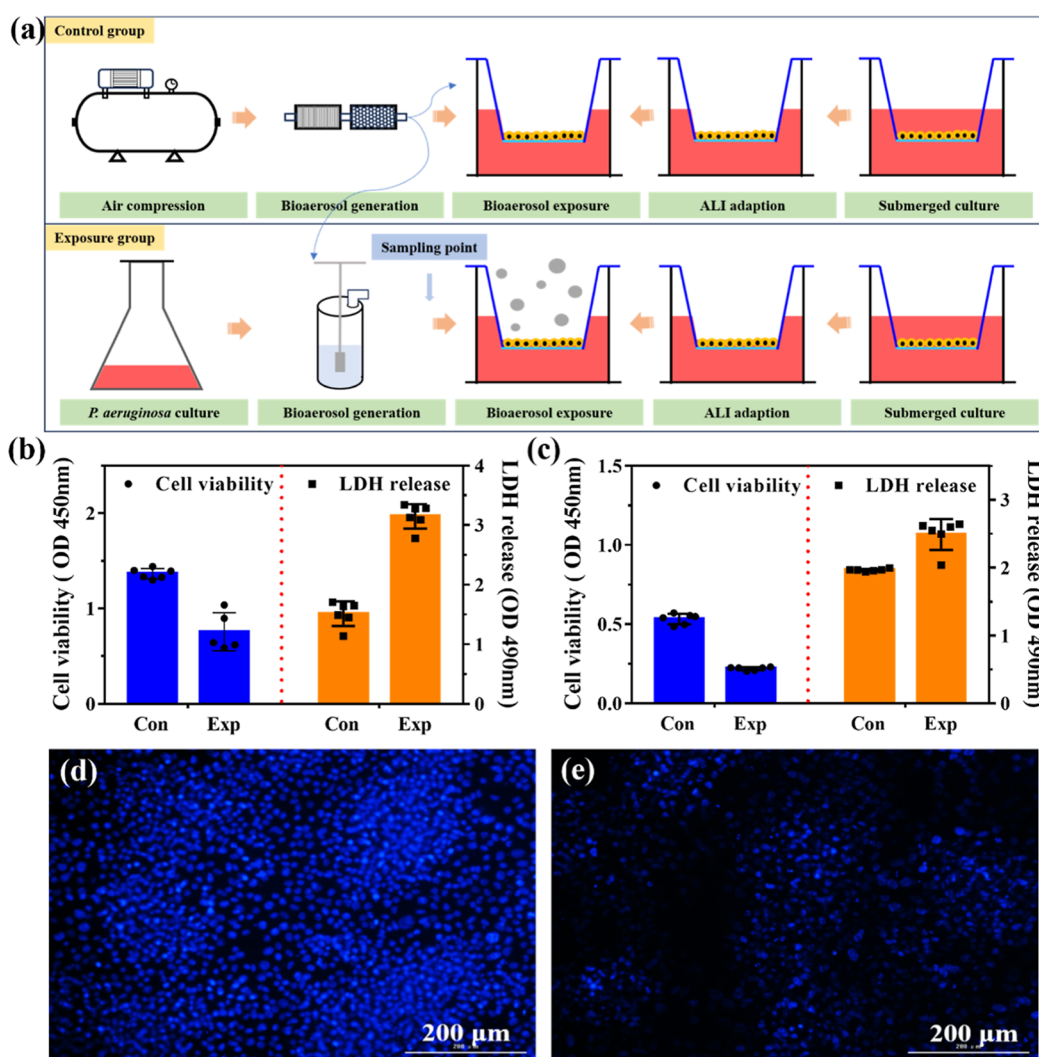 (a)
Control group
Air compression
Bioaerosol generation
Bioaerosol exposure
ALI adaption
Submerged culture
Exposure group
Sampling point
P. aeruginosa culture
Bioaerosol generation
Bioaerosol exposure
ALI adaption
Submerged culture
(b)
Cell viability ( OD 450nm)
2
1
0
Cell viability
LDH release
4
3
2
1
0
LDH release (OD 490nm)
Con
Exp
Con
Exp
(c)
Cell viability ( OD 450nm)
1.5
1.0
0.5
0.0
Cell viability
LDH release
3
2
1
0
LDH release (OD 490nm)
Con
Exp
Con
Exp
(d)
200 μm
200 μm
(e)
200 μm
200 μm